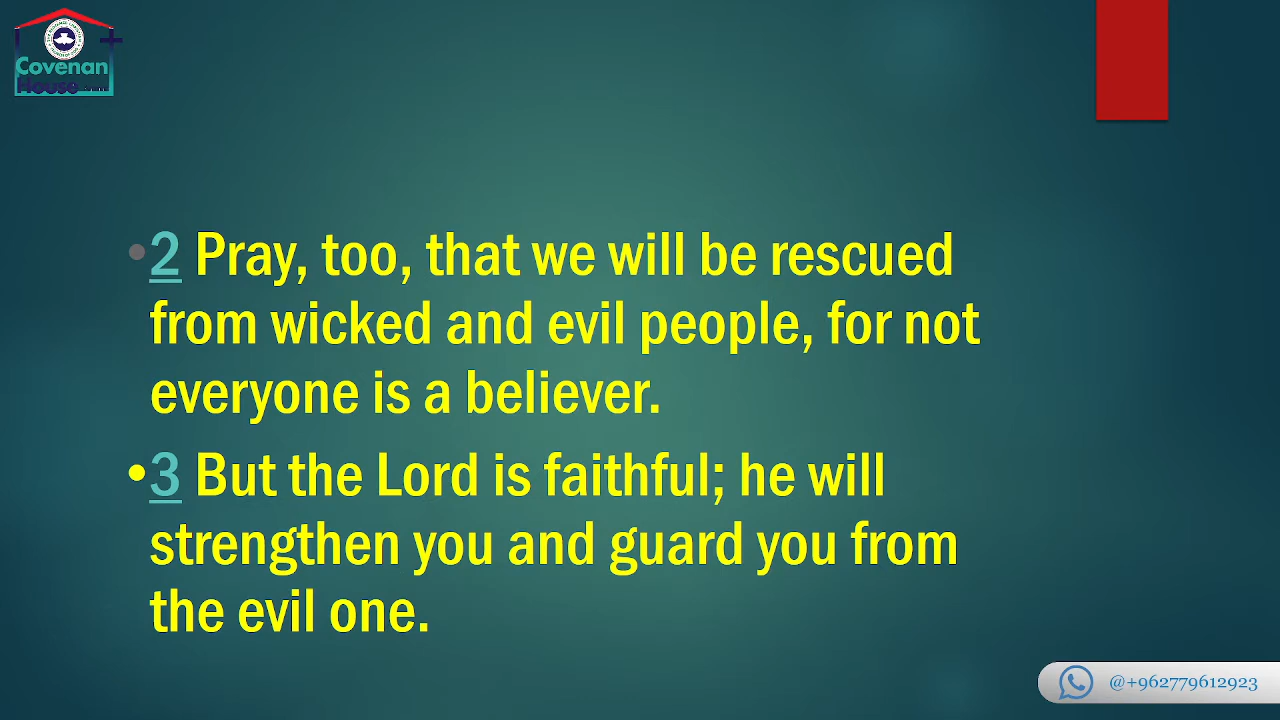 Covenan
House
•2 Pray, too, that we will be rescued
from wicked and evil people, for not
everyone is a believer.
•3 But the Lord is faithful; he will
strengthen you and guard you from
the evil one.
@+962779612923